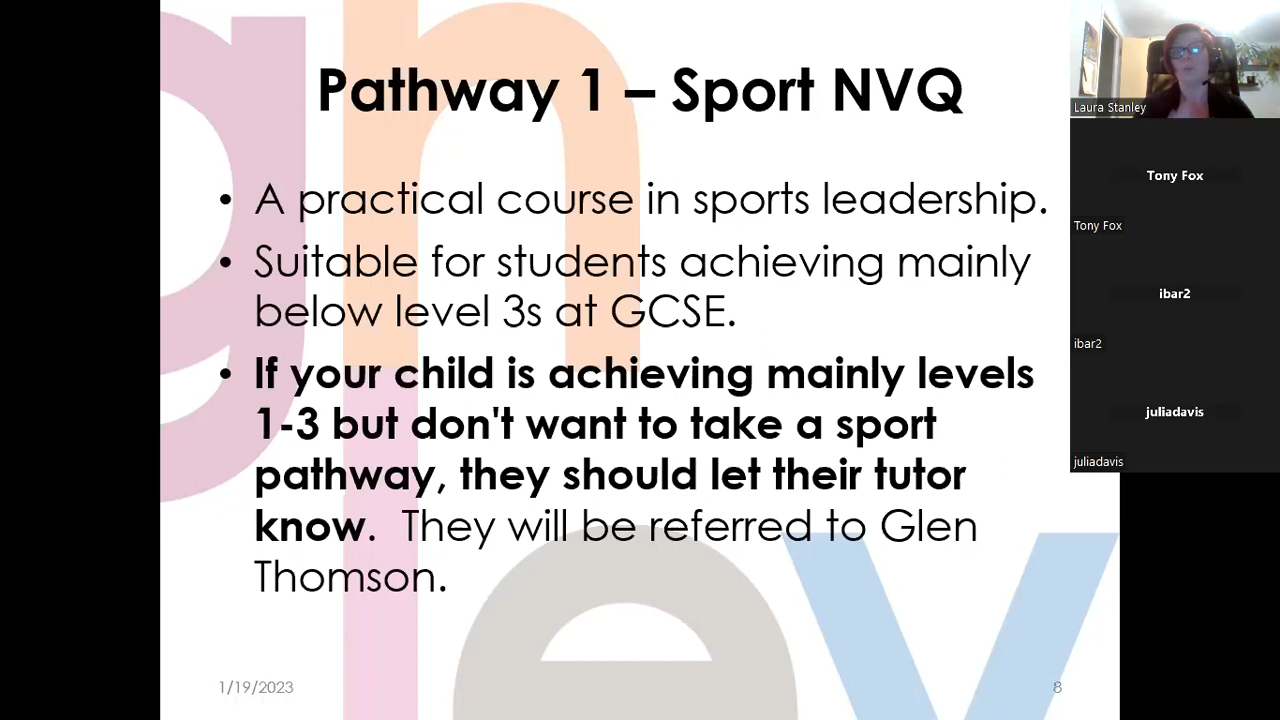 Pathway 1 – Sport NVQ
• A practical course in sports leadership.
• Suitable for students achieving mainly
below level 3s at GCSE.
• If your child is achieving mainly levels
1-3 but don't want to take a sport
pathway, they should let their tutor
know.  They will be referred to Glen
Thomson.
1/19/2023
8
Laura Stanley
Tony Fox
Tony Fox
ibar2
ibar2
juliadavis
juliadavis